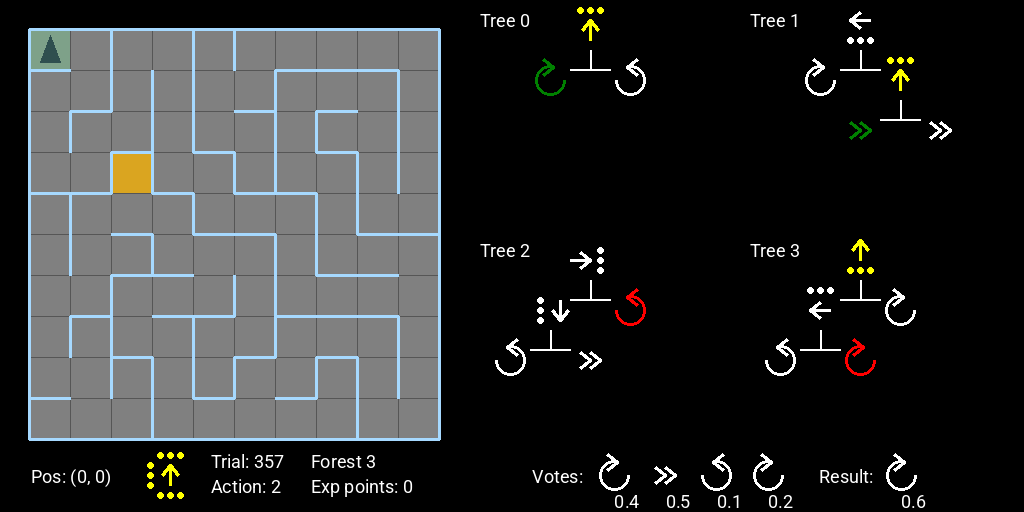 Tree 0
Tree 1
Tree 2
Tree 3
Pos: (0, 0)
Trial: 357
Forest 3
Action: 2
Exp points: 0
Votes:
0.4
0.5
0.1
0.2
Result:
0.6